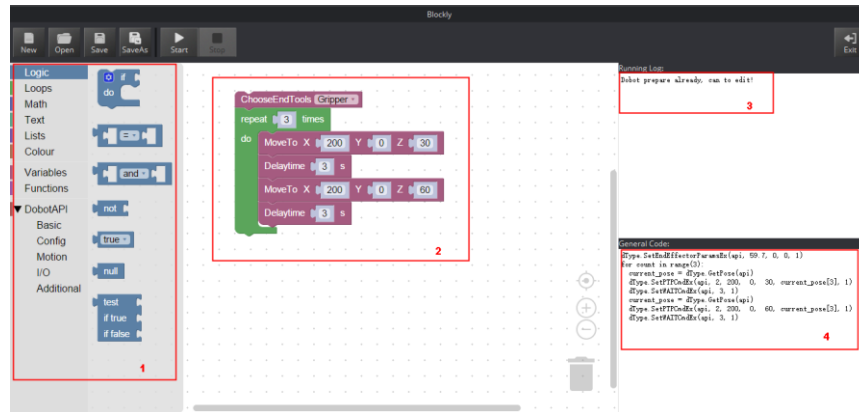 Blockly
New Open Save SaveAs Start Stop Exit
Logic
Loops
Math
Text
Lists
Colour
Variables
Functions
DobotAPI
Basic
Config
Motion
I/O
Additional
if
do
=
and
not
true
null
test
if true
if false
1
ChooseEndTools Gripper
repeat 3 times
do MoveTo X 200 Y 0 Z 30
Delaytime 3 s
MoveTo X 200 Y 0 Z 60
Delaytime 3 s
2
Running Log:
Dobot prepare already, can to edit!
3
General Code:
dType.SetEndEffectorParamsEx(api, 59.7, 0, 0, 1)
for count in range(3):
current_pose = dType.GetPose(api)
dType.SetPTPCmdEx(api, 2, 200, 0, 30, current_pose[3], 1)
dType.SetWAITCmdEx(api, 3, 1)
current_pose = dType.GetPose(api)
dType.SetPTPCmdEx(api, 2, 200, 0, 60, current_pose[3], 1)
dType.SetWAITCmdEx(api, 3, 1)
4